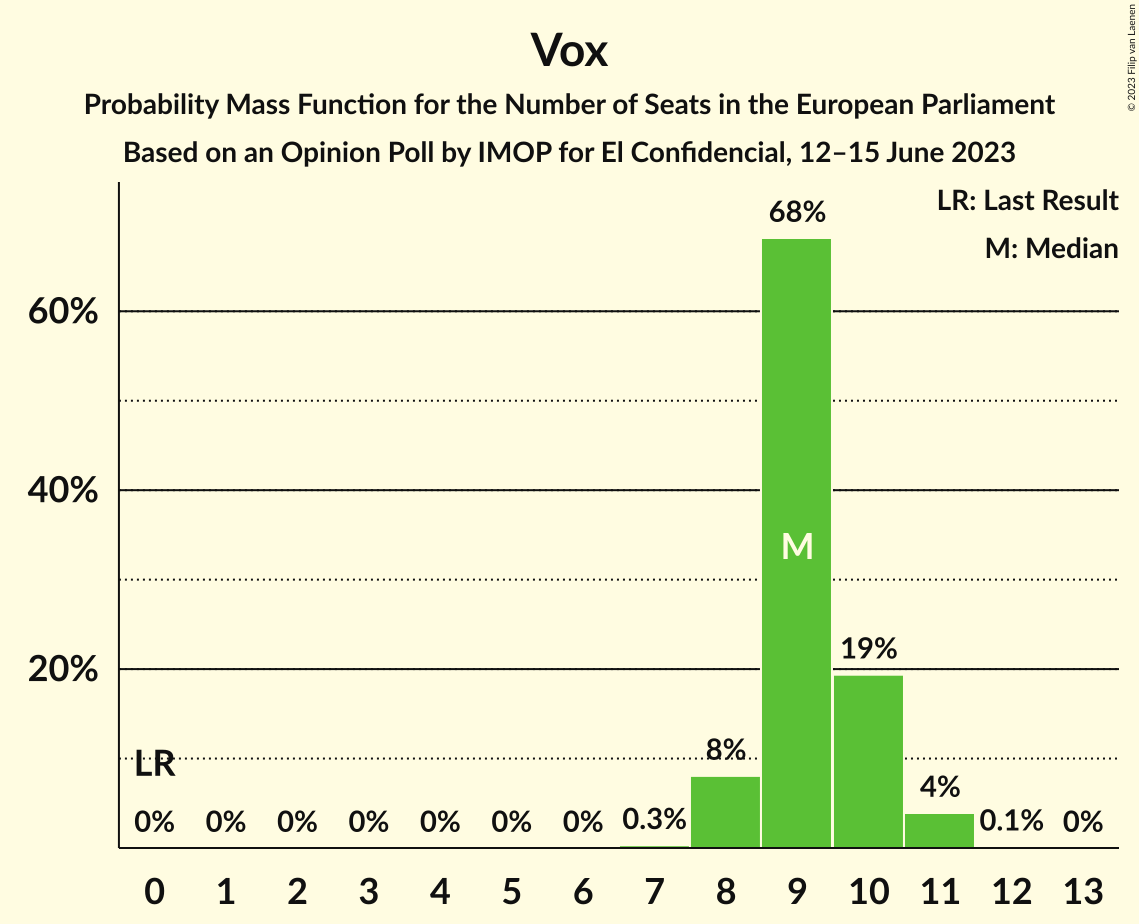 Vox
Probability Mass Function for the Number of Seats in the European Parliament
Based on an Opinion Poll by IMOP for El Confidencial, 12–15 June 2023
© 2023 Filip van Laenen
LR: Last Result
M: Median
68%
60%
40%
M
19%
20%
8%
LR
4%
0% 0% 0% 0% 0% 0% 0% 0.3% 0.1% 0%
0 1 2 3 4 5 6 7 8 9 10 11 12 13